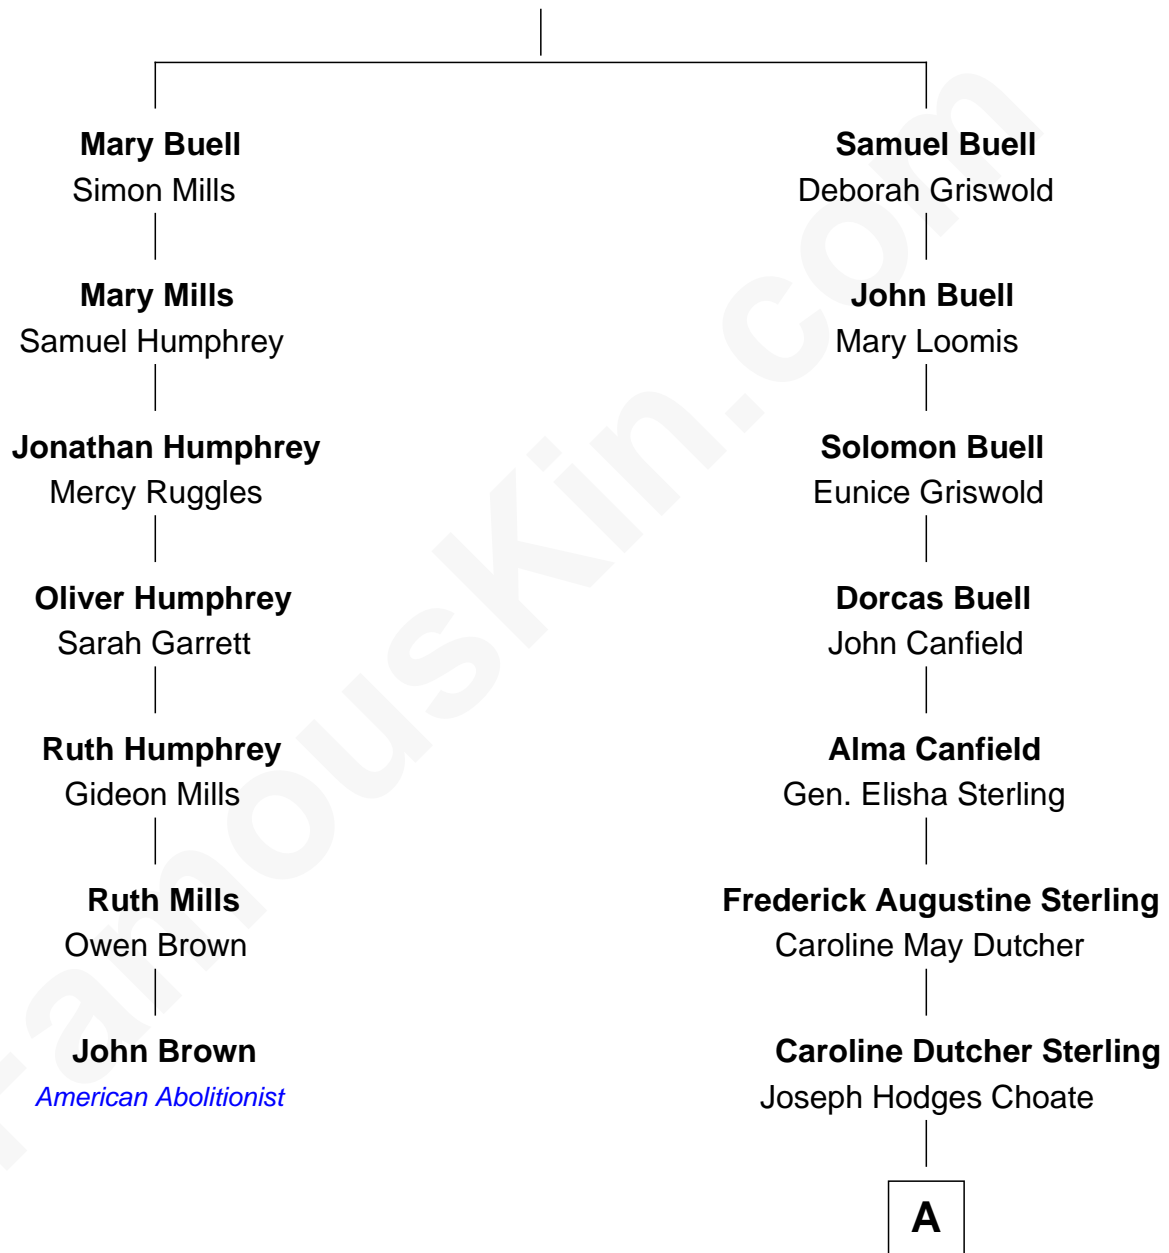 Mary Buell
Simon Mills
Samuel Buell
Deborah Griswold
Mary Mills
Samuel Humphrey
John Buell
Mary Loomis
Jonathan Humphrey
Mercy Ruggles
Solomon Buell
Eunice Griswold
Oliver Humphrey
Sarah Garrett
Dorcas Buell
John Canfield
Ruth Humphrey
Gideon Mills
Alma Canfield
Gen. Elisha Sterling
Ruth Mills
Owen Brown
Frederick Augustine Sterling
Caroline May Dutcher
John Brown
American Abolitionist
Caroline Dutcher Sterling
Joseph Hodges Choate
A
FamousKin.com